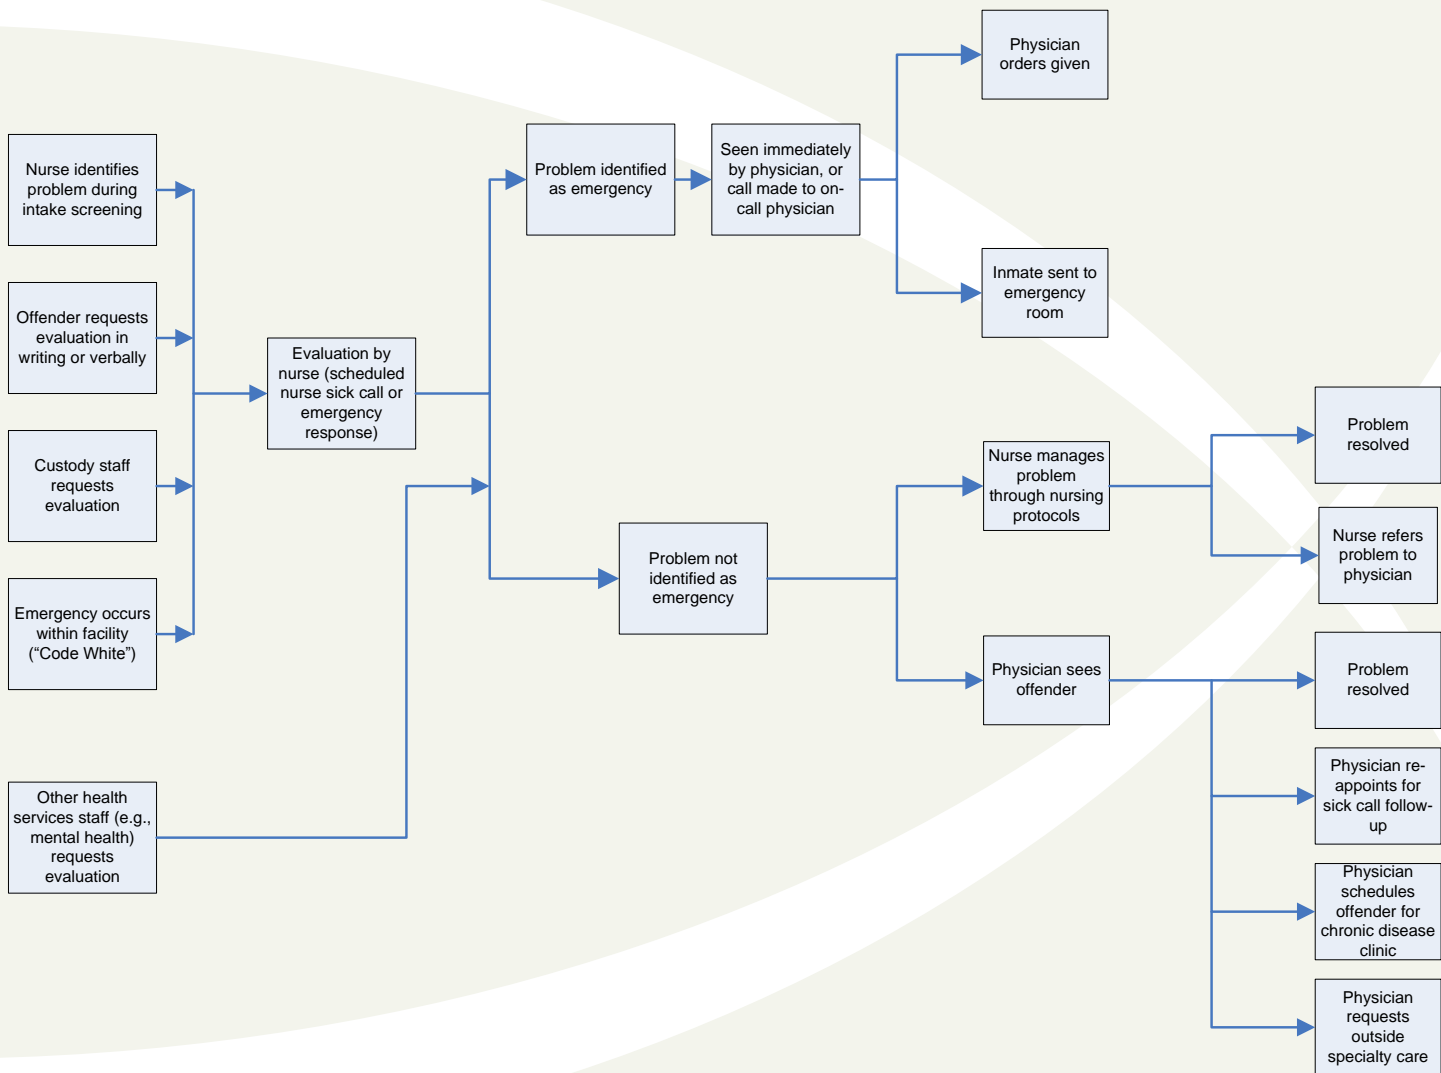 Nurse identifies
problem during
intake screening
Offender requests
evaluation in
writing or verbally
Custody staff
requests
evaluation
Emergency occurs
within facility
(“Code White”)
Other health
services staff (e.g.,
mental health)
requests
evaluation
Evaluation by
nurse (scheduled
nurse sick call or
emergency
response)
Problem identified
as emergency
Seen immediately
by physician, or
call made to on-
call physician
Physician
orders given
Inmate sent to
emergency
room
Problem not
identified as
emergency
Nurse manages
problem
through nursing
protocols
Physician sees
offender
Problem
resolved
Nurse refers
problem to
physician
Problem
resolved
Physician re-
appoints for
sick call follow-
up
Physician
schedules
offender for
chronic disease
clinic
Physician
requests
outside
specialty care